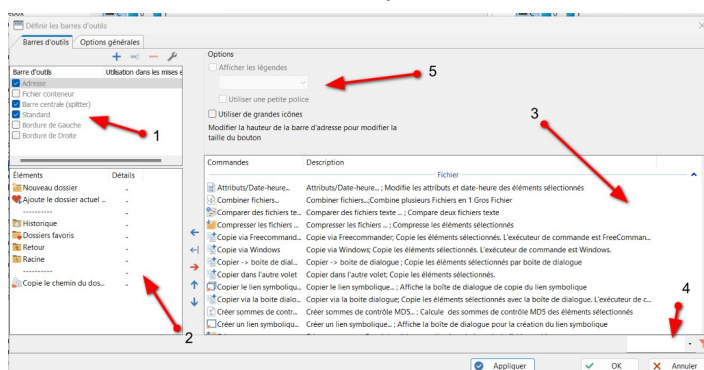 Définir les barres d'outils
Barres d'outils Options générales
Options
Afficher les légendes
5
Utiliser une petite police
Utiliser de grandes icônes
Modifier la hauteur de la barre d'adresse pour modifier la
taille du bouton
Barre d'outils Utilisation dans les mises e
Adresse
Fichier conteneur
Barre centrale (splitter)
Standard
Bordure de Gauche
Bordure de Droite
1
3
Éléments Détails
Nouveau dossier
Ajoute le dossier actuel ...
----------
Historique
Dossiers favoris
Retour
Racine
----------
Copie le chemin du dos...
2
Commandes Description
Fichier
Attributs/Date-heure... Attributs/Date-heure... ; Modifie les attributs et date-heure des éléments sélectionnés
Combiner fichiers... Combine fichiers...;Combine plusieurs Fichiers en 1 Gros Fichier
Comparer des fichiers te... Comparer des fichiers texte ... ; Compare deux fichiers texte
Compresser les fichiers ... Compresser les fichiers ... ; Compresse les éléments sélectionnés.
Copie via Freecommand... Copie via Freecommander; Copie les éléments sélectionnés. L'exécuteur de commande est FreeComman...
Copie via Windows Copie via Windows; Copie les éléments sélectionnés. L'exécuteur de commande est Windows.
Copier -> boite de dial... Copier -> boite de dialogue ; Copie les éléments sélectionnés par boite de dialogue
Copier dans l'autre volet Copier dans l'autre volet; Copie les éléments sélectionnés.
Copier le lien symboliqu... Copier le lien symbolique... ; Affiche la boîte de dialogue de copie du lien symbolique
Copier via la boite dialo... Copier via la boite dialogue; Copie les éléments sélectionnés avec la boite de dialogue. L'exécuteur de c...
Créer sommes de contr... Créer sommes de contrôle MD5... ; Calcule des sommes de contrôle MD5 des éléments sélectionnés
Créer un lien symboliqu... Créer un lien symbolique... ; Affiche la boîte de dialogue pour la création du lien symbolique
4
Appliquer OK Annuler